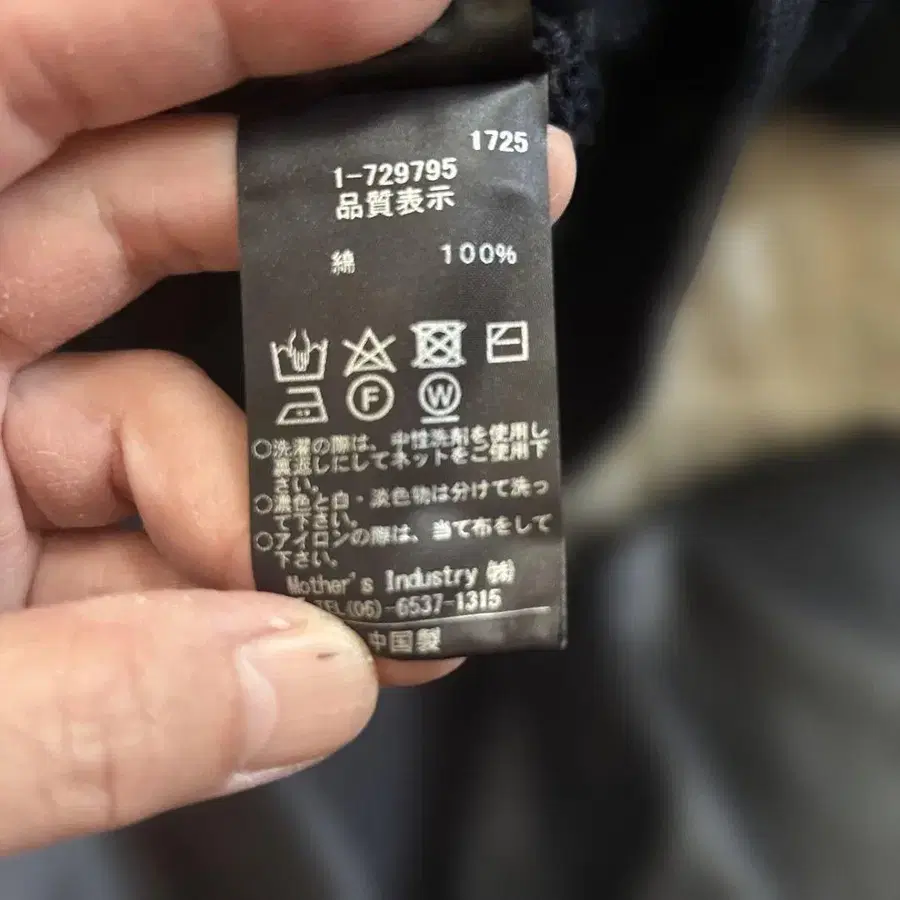 1725
1-729795
品質表示
綿 100%
F W
○洗濯の際は、中性洗剤を使用し
裏返しにしてネットをご使用下
さい。
○濃色と白・淡色物は分けて洗っ
て下さい。
○アイロンの際は、当て布をして
下さい。
Mother's Industry ㈱
TEL(06)-6537-1315
中国製